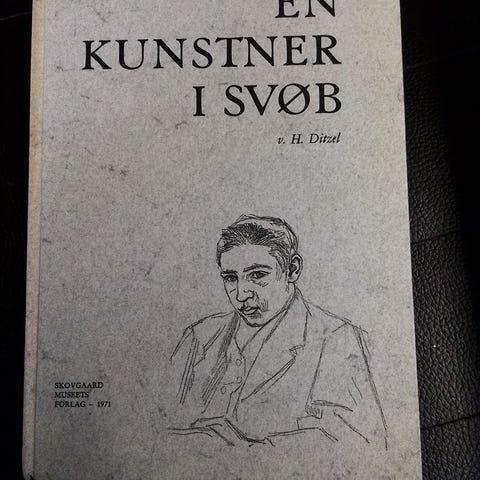 EN
KUNSTNER
I SVØB
v. H. Ditzel
SKOVGAARD
MUSEETS
FORLAG – 1971